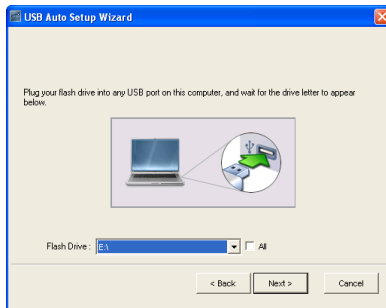 USB Auto Setup Wizard
Plug your flash drive into any USB port on this computer, and wait for the drive letter to appear
below.
Flash Drive : E:\ All
< Back Next > Cancel